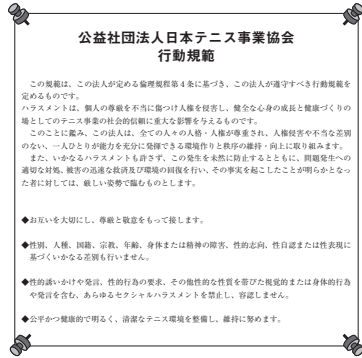 公益社団法人日本テニス事業協会
行動規範
この規範は、この法人が定める倫理規程第4条に基づき、この法人が遵守すべき行動規範を
定めるものです。
ハラスメントは、個人の尊厳を不当に傷つけ人権を侵害し、健全な心身の成長と健康づくりの
場としてのテニス事業の社会的信頼に重大な影響を与えるものです。
このことに鑑み、この法人は、全ての人々の人格・人権が尊重され、人権侵害や不当な差別
のない、一人ひとりが能力を充分に発揮できる環境作りと秩序の維持・向上に取り組みます。
また、いかなるハラスメントも許さず、この発生を未然に防止するとともに、問題発生への
適切な対処、被害の迅速な救済及び環境の回復を行い、その事実を起こしたことが明らかとなっ
た者に対しては、厳しい姿勢で臨むものとします。
◆お互いを大切にし、尊厳と敬意をもって接します。
◆性別、人種、国籍、宗教、年齢、身体または精神の障害、性的志向、性自認または性表現に
基づくいかなる差別も行いません。
◆性的誘いかけや発言、性的行為の要求、その他性的な性質を帯びた視覚的または身体的行為
や発言を含む、あらゆるセクシャルハラスメントを禁止し、容認しません。
◆公平かつ健康的で明るく、清潔なテニス環境を整備し、維持に努めます。